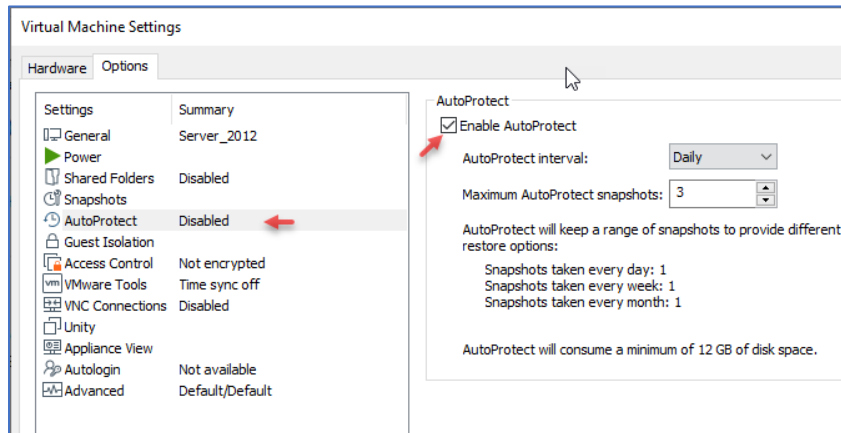 Virtual Machine Settings
Hardware Options
Settings Summary
General Server_2012
Power
Shared Folders Disabled
Snapshots
AutoProtect Disabled
Guest Isolation
Access Control Not encrypted
vm VMware Tools Time sync off
VNC Connections Disabled
Unity
Appliance View
Autologin Not available
Advanced Default/Default
AutoProtect
Enable AutoProtect
AutoProtect interval: Daily
Maximum AutoProtect snapshots: 3
AutoProtect will keep a range of snapshots to provide different
restore options:
Snapshots taken every day: 1
Snapshots taken every week: 1
Snapshots taken every month: 1
AutoProtect will consume a minimum of 12 GB of disk space.